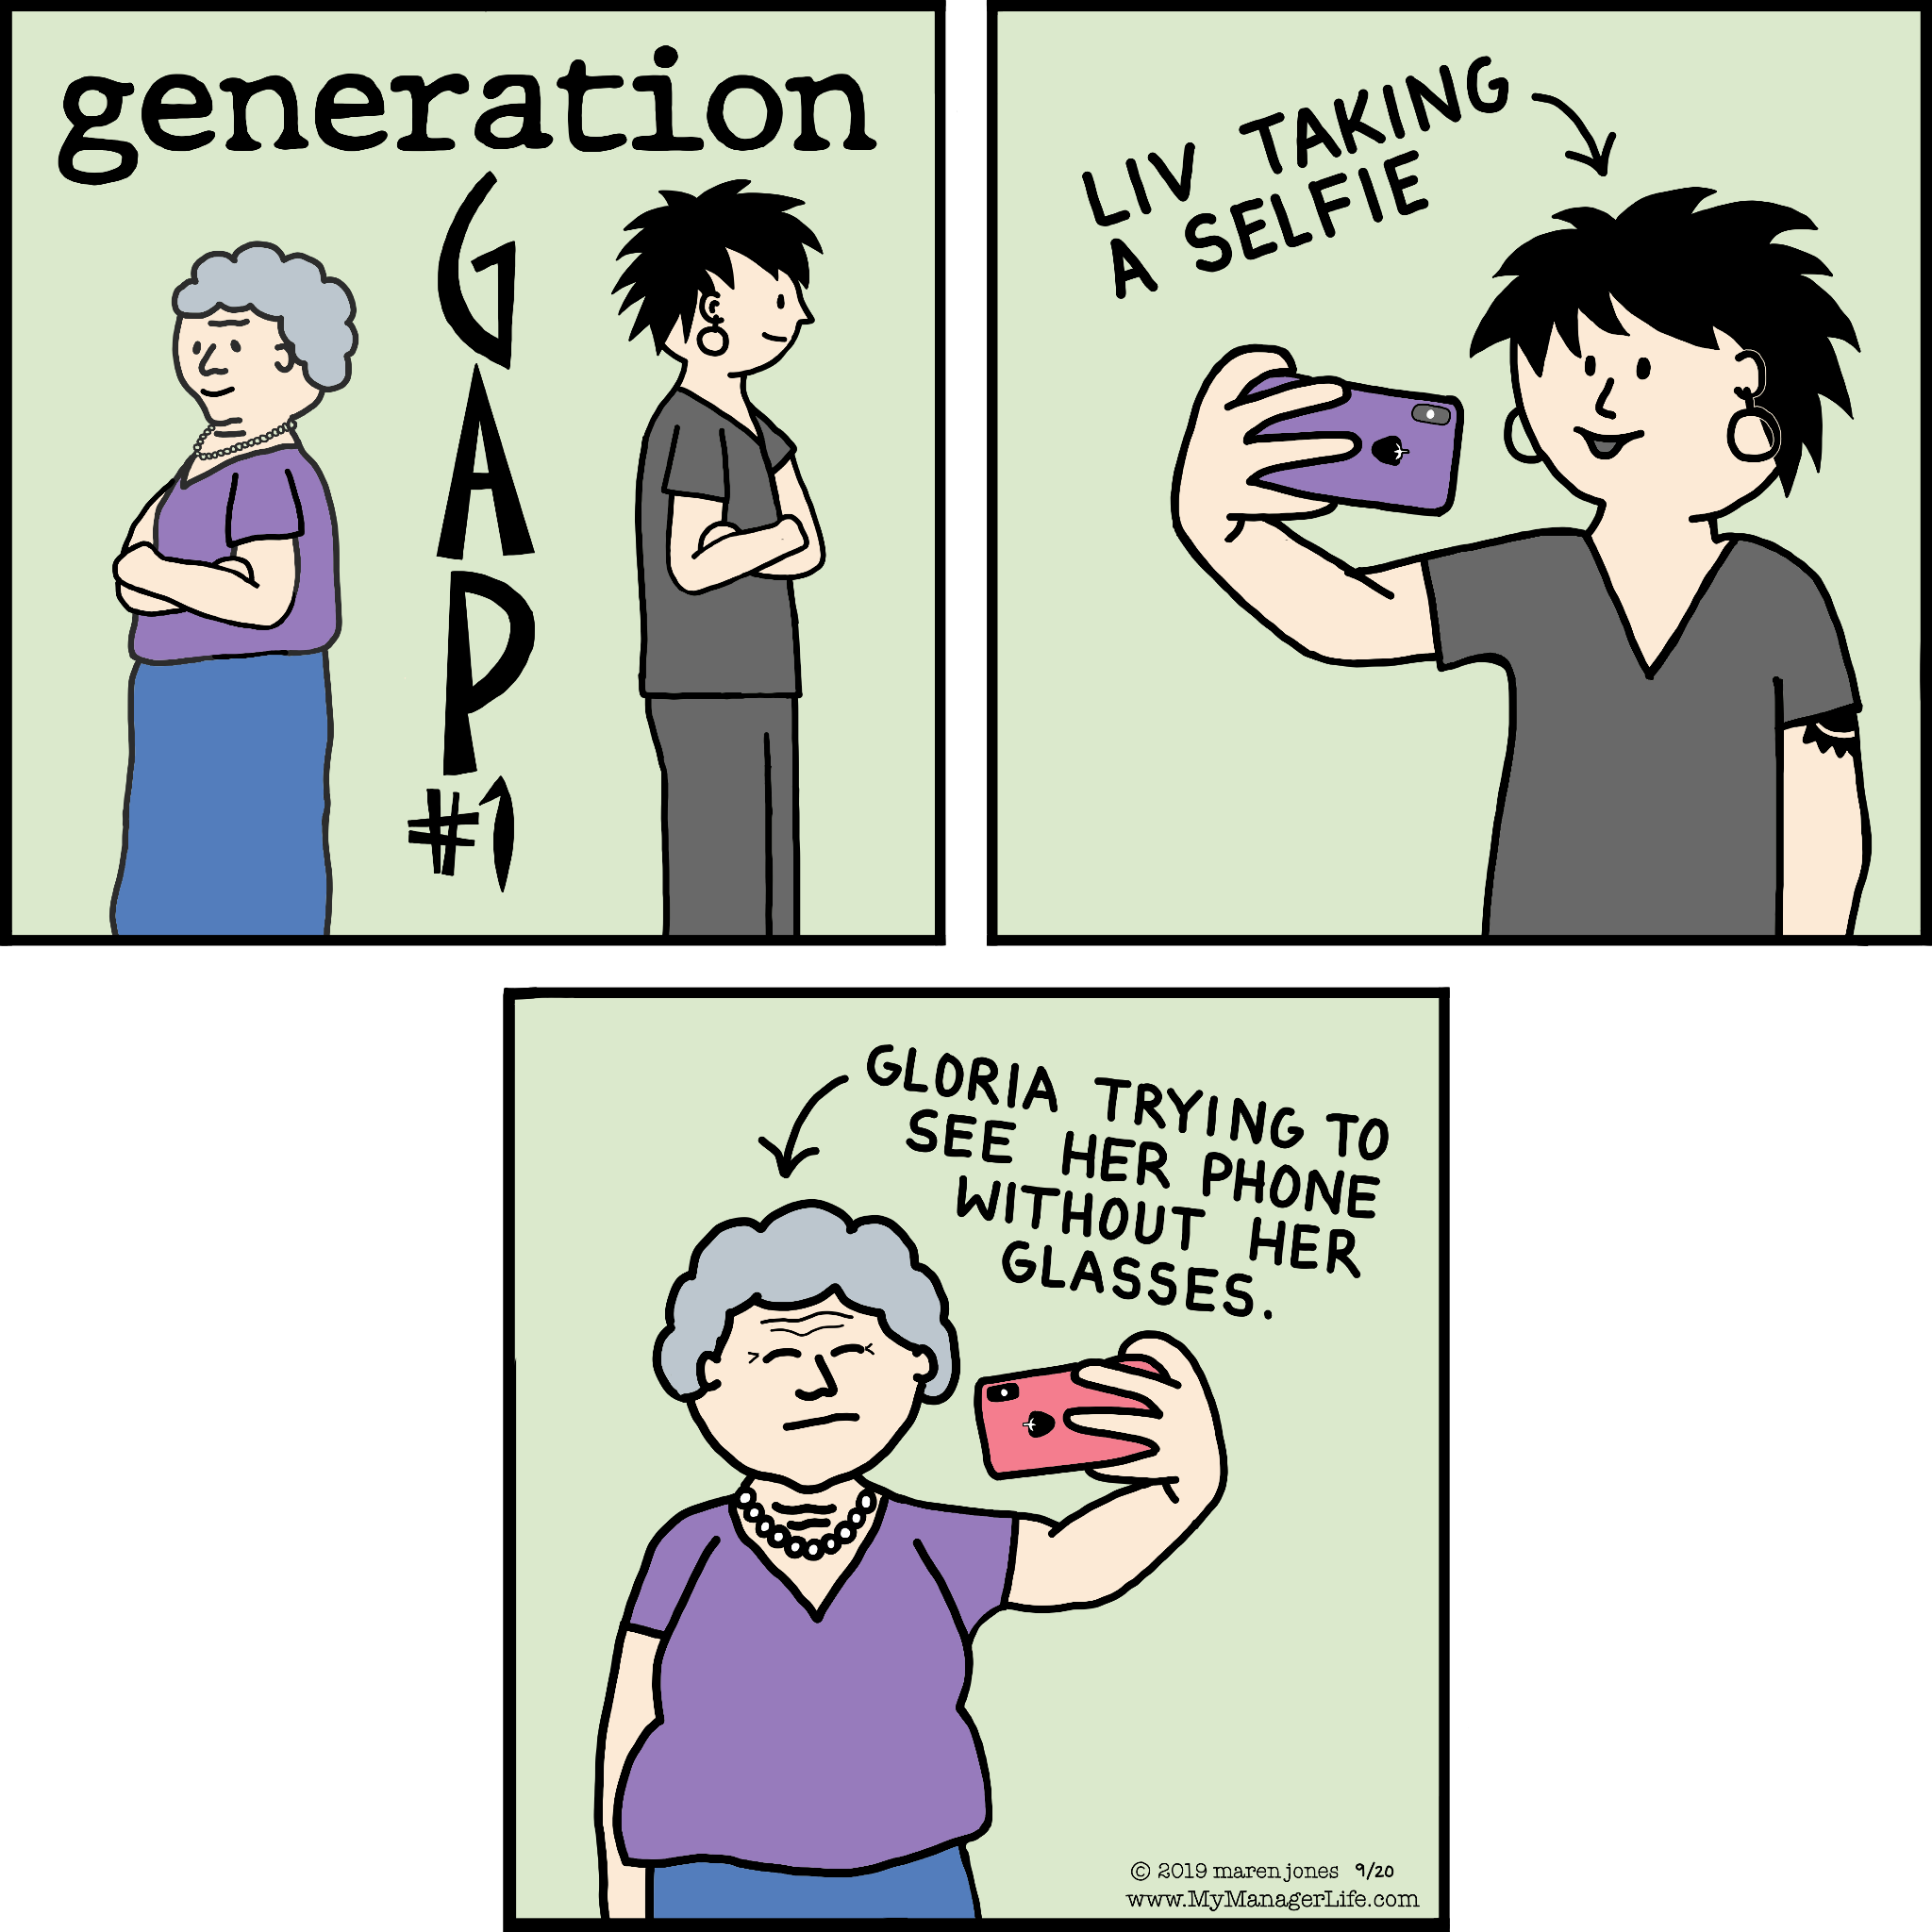 generation
GAP
#1
LIV TAKING
A SELFIE
GLORIA TRYING TO
SEE HER PHONE
WITHOUT HER
GLASSES.
© 2019 maren jones 9/20
www.MyManagerLife.com